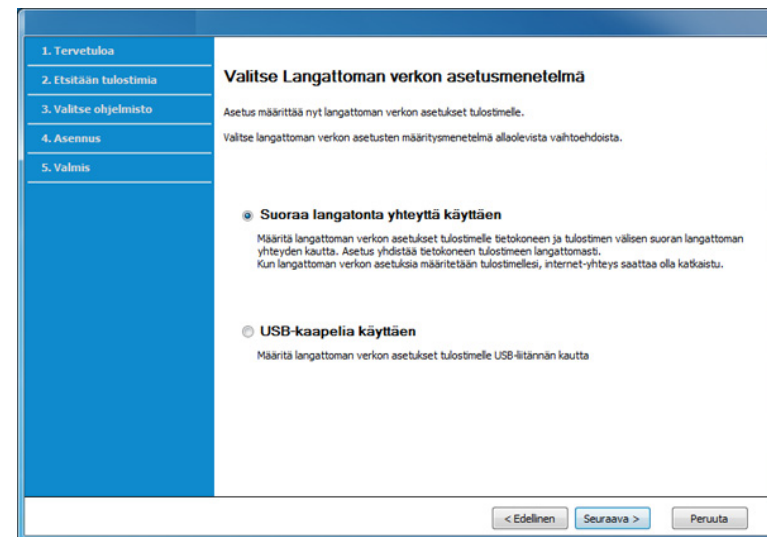 1. Tervetuloa
2. Etsitään tulostimia
3. Valitse ohjelmisto
4. Asennus
5. Valmis
Valitse Langattoman verkon asetusmenetelmä
Asetus määrittää nyt langattoman verkon asetukset tulostimelle.
Valitse langattoman verkon asetusten määritysmenetelmä allaolevista vaihtoehdoista.
Suoraa langatonta yhteyttä käyttäen
Määritä langattoman verkon asetukset tulostimelle tietokoneen ja tulostimen välisen suoran langattoman
yhteyden kautta. Asetus yhdistää tietokoneen tulostimeen langattomasti.
Kun langattoman verkon asetuksia määritetään tulostimellesi, internet-yhteys saattaa olla katkaistu.
USB-kaapelia käyttäen
Määritä langattoman verkon asetukset tulostimelle USB-liitännän kautta
< Edellinen Seuraava > Peruuta